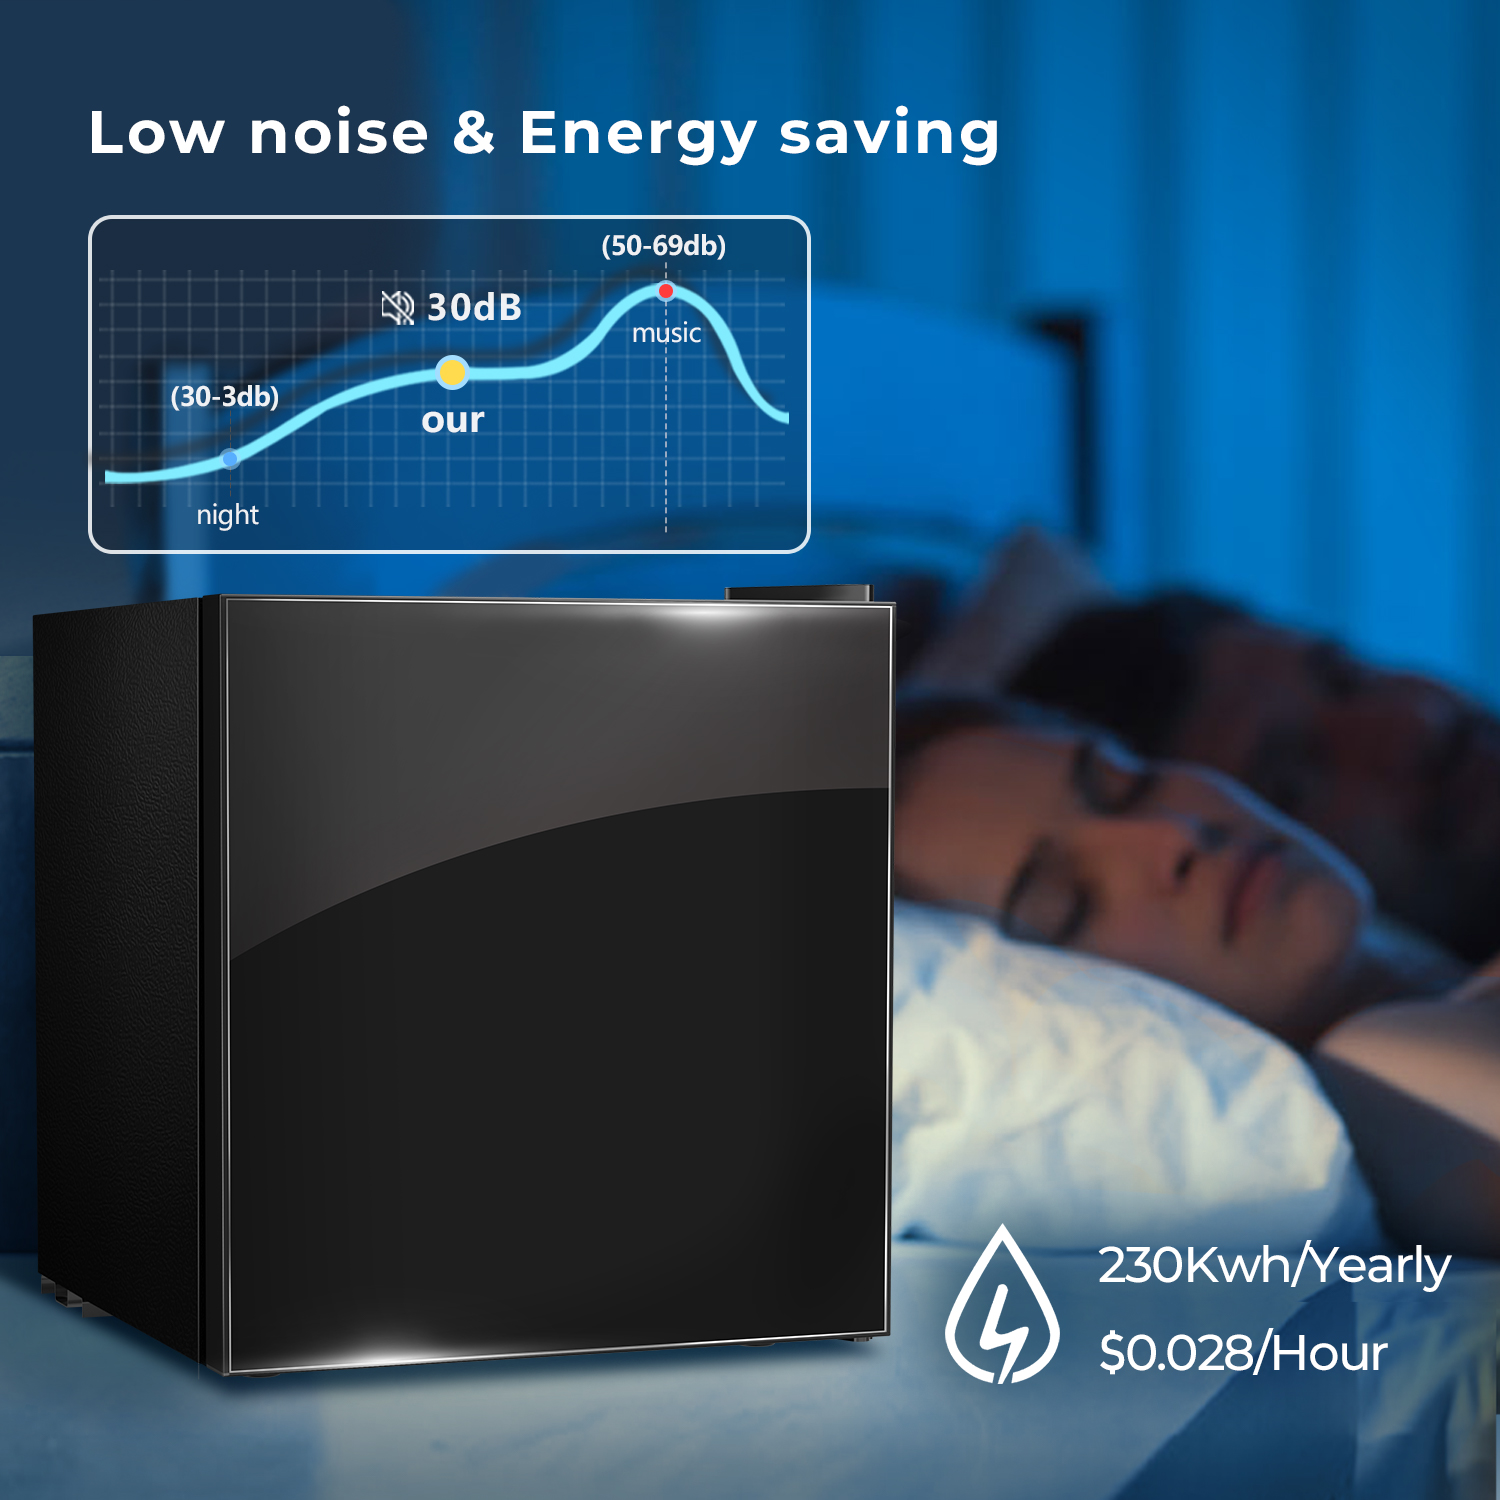 Low noise & Energy saving
(50-69db)
30dB
music
(30-3db)
our
night
230Kwh/Yearly
$0.028/Hour